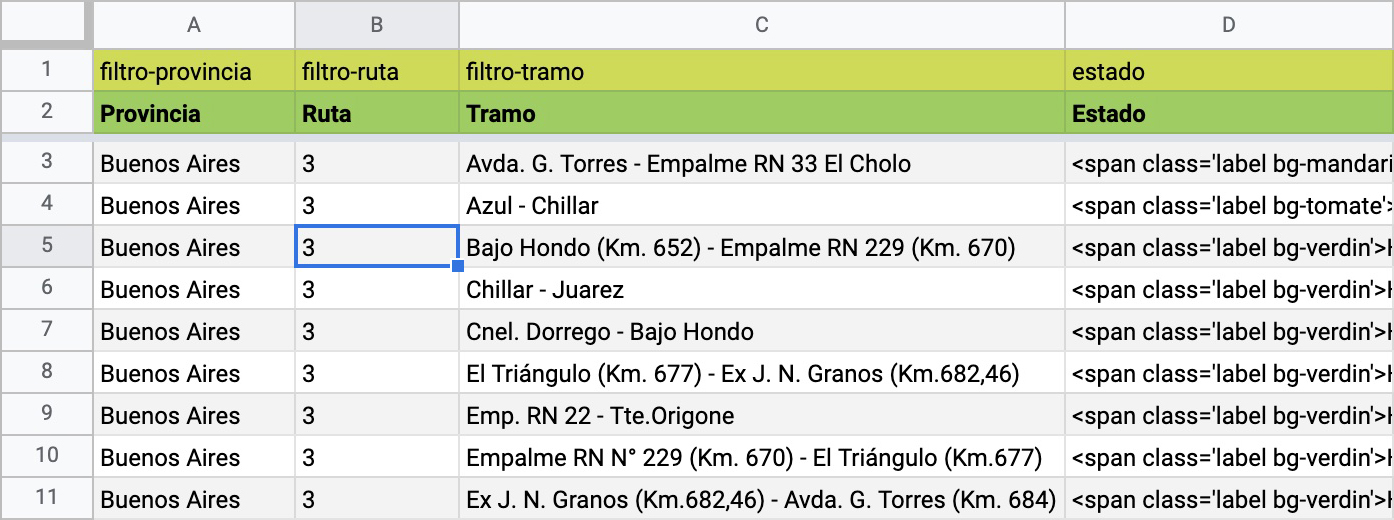 A B C D
1 filtro-provincia filtro-ruta filtro-tramo estado
2 Provincia Ruta Tramo Estado
3 Buenos Aires 3 Avda. G. Torres - Empalme RN 33 El Cholo <span class='label bg-mandari
4 Buenos Aires 3 Azul - Chillar <span class='label bg-tomate'>
5 Buenos Aires 3 Bajo Hondo (Km. 652) - Empalme RN 229 (Km. 670) <span class='label bg-verdin'>H
6 Buenos Aires 3 Chillar - Juarez <span class='label bg-verdin'>H
7 Buenos Aires 3 Cnel. Dorrego - Bajo Hondo <span class='label bg-verdin'>H
8 Buenos Aires 3 El Triángulo (Km. 677) - Ex J. N. Granos (Km.682,46) <span class='label bg-verdin'>H
9 Buenos Aires 3 Emp. RN 22 - Tte.Origone <span class='label bg-verdin'>H
10 Buenos Aires 3 Empalme RN N° 229 (Km. 670) - El Triángulo (Km.677) <span class='label bg-verdin'>H
11 Buenos Aires 3 Ex J. N. Granos (Km.682,46) - Avda. G. Torres (Km. 684) <span class='label bg-verdin'>H